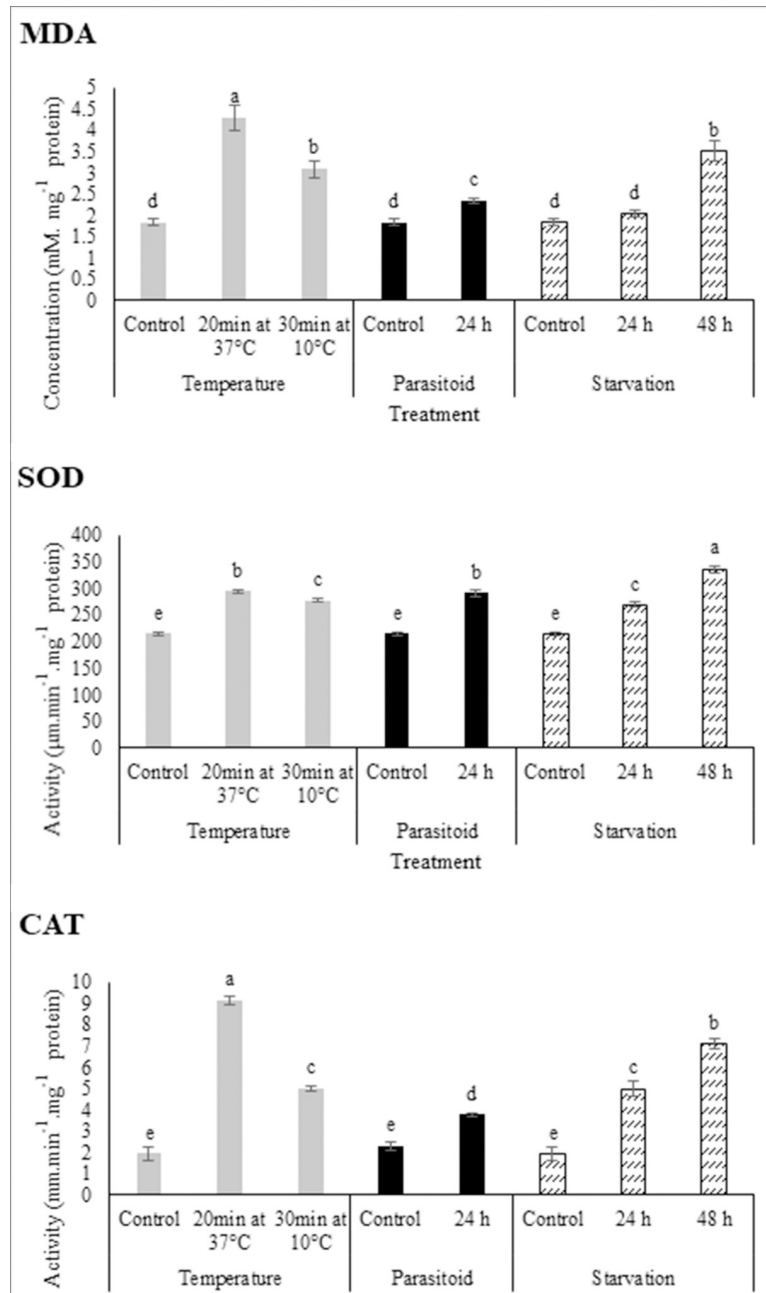 MDA
Concentration (mM. mg-1 protein)
5
4.5
4
3.5
3
2.5
2
1.5
1
0.5
0
d
a
b
d
c
d
d
b
Control 20min at 37°C 30min at 10°C Control 24 h Control 24 h 48 h
Temperature Parasitoid Starvation
Treatment
SOD
Activity (µm.min-1.mg-1 protein)
400
350
300
250
200
150
100
50
0
e
b
c
e
b
e
c
a
Control 20min at 37°C 30min at 10°C Control 24 h Control 24 h 48 h
Temperature Parasitoid Starvation
Treatment
CAT
Activity (mm.min-1.mg-1 protein)
10
9
8
7
6
5
4
3
2
1
0
e
a
c
e
d
e
c
b
Control 20min at 37°C 30min at 10°C Control 24 h Control 24 h 48 h
Temperature Parasitoid Starvation